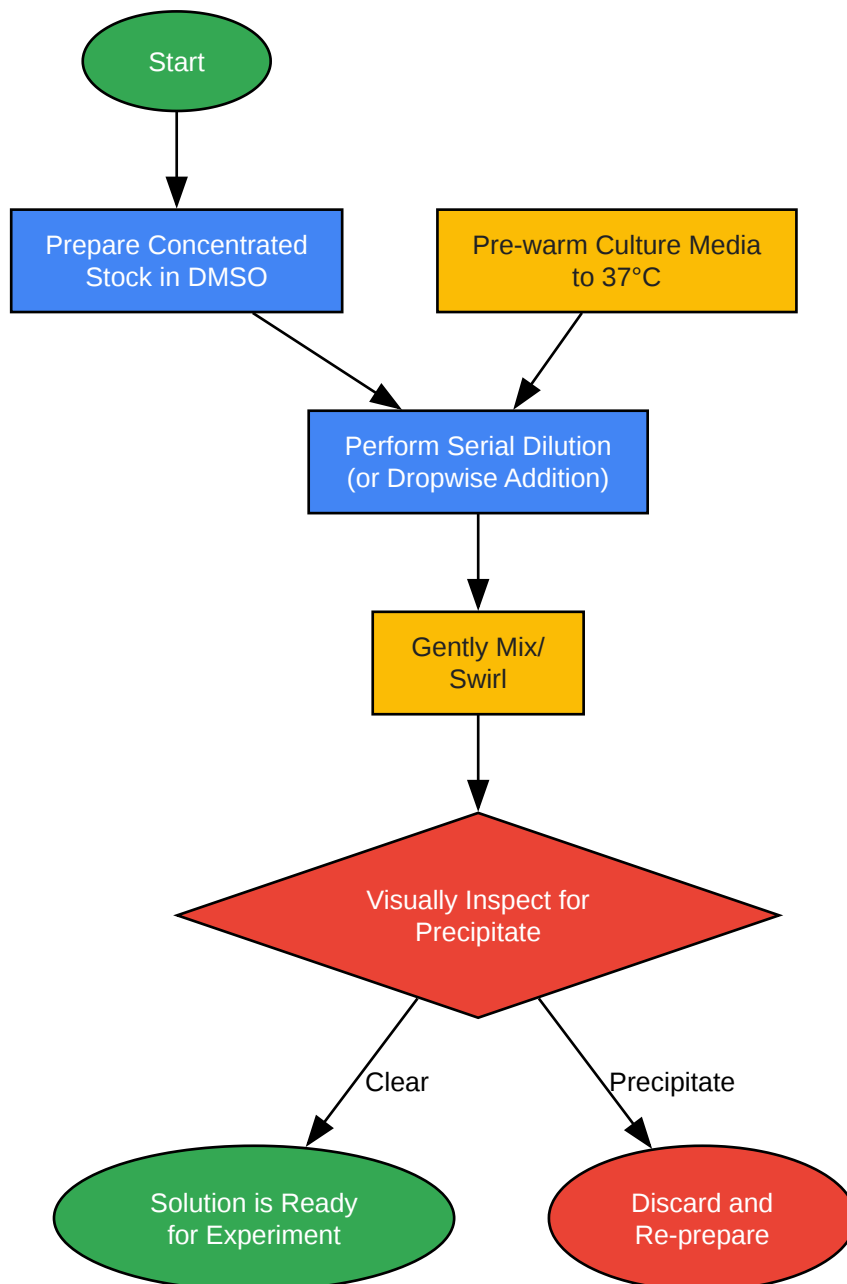 Start
Prepare Concentrated
Stock in DMSO
Pre-warm Culture Media
to 37°C
Perform Serial Dilution
(or Dropwise Addition)
Gently Mix/
Swirl
Visually Inspect for
Precipitate
Clear
Precipitate
Solution is Ready
for Experiment
Discard and
Re-prepare